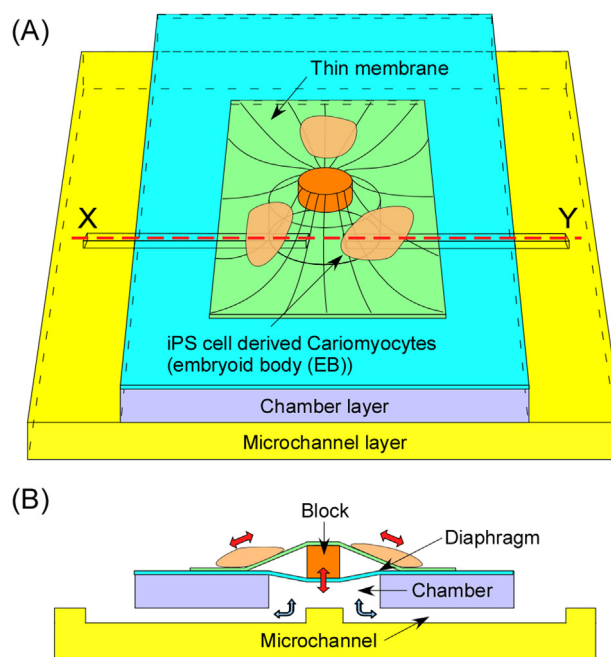 (A)
Thin membrane
X
Y
iPS cell derived Cariomyocytes
(embryoid body (EB))
Chamber layer
Microchannel layer
(B)
Block
Diaphragm
Chamber
Microchannel